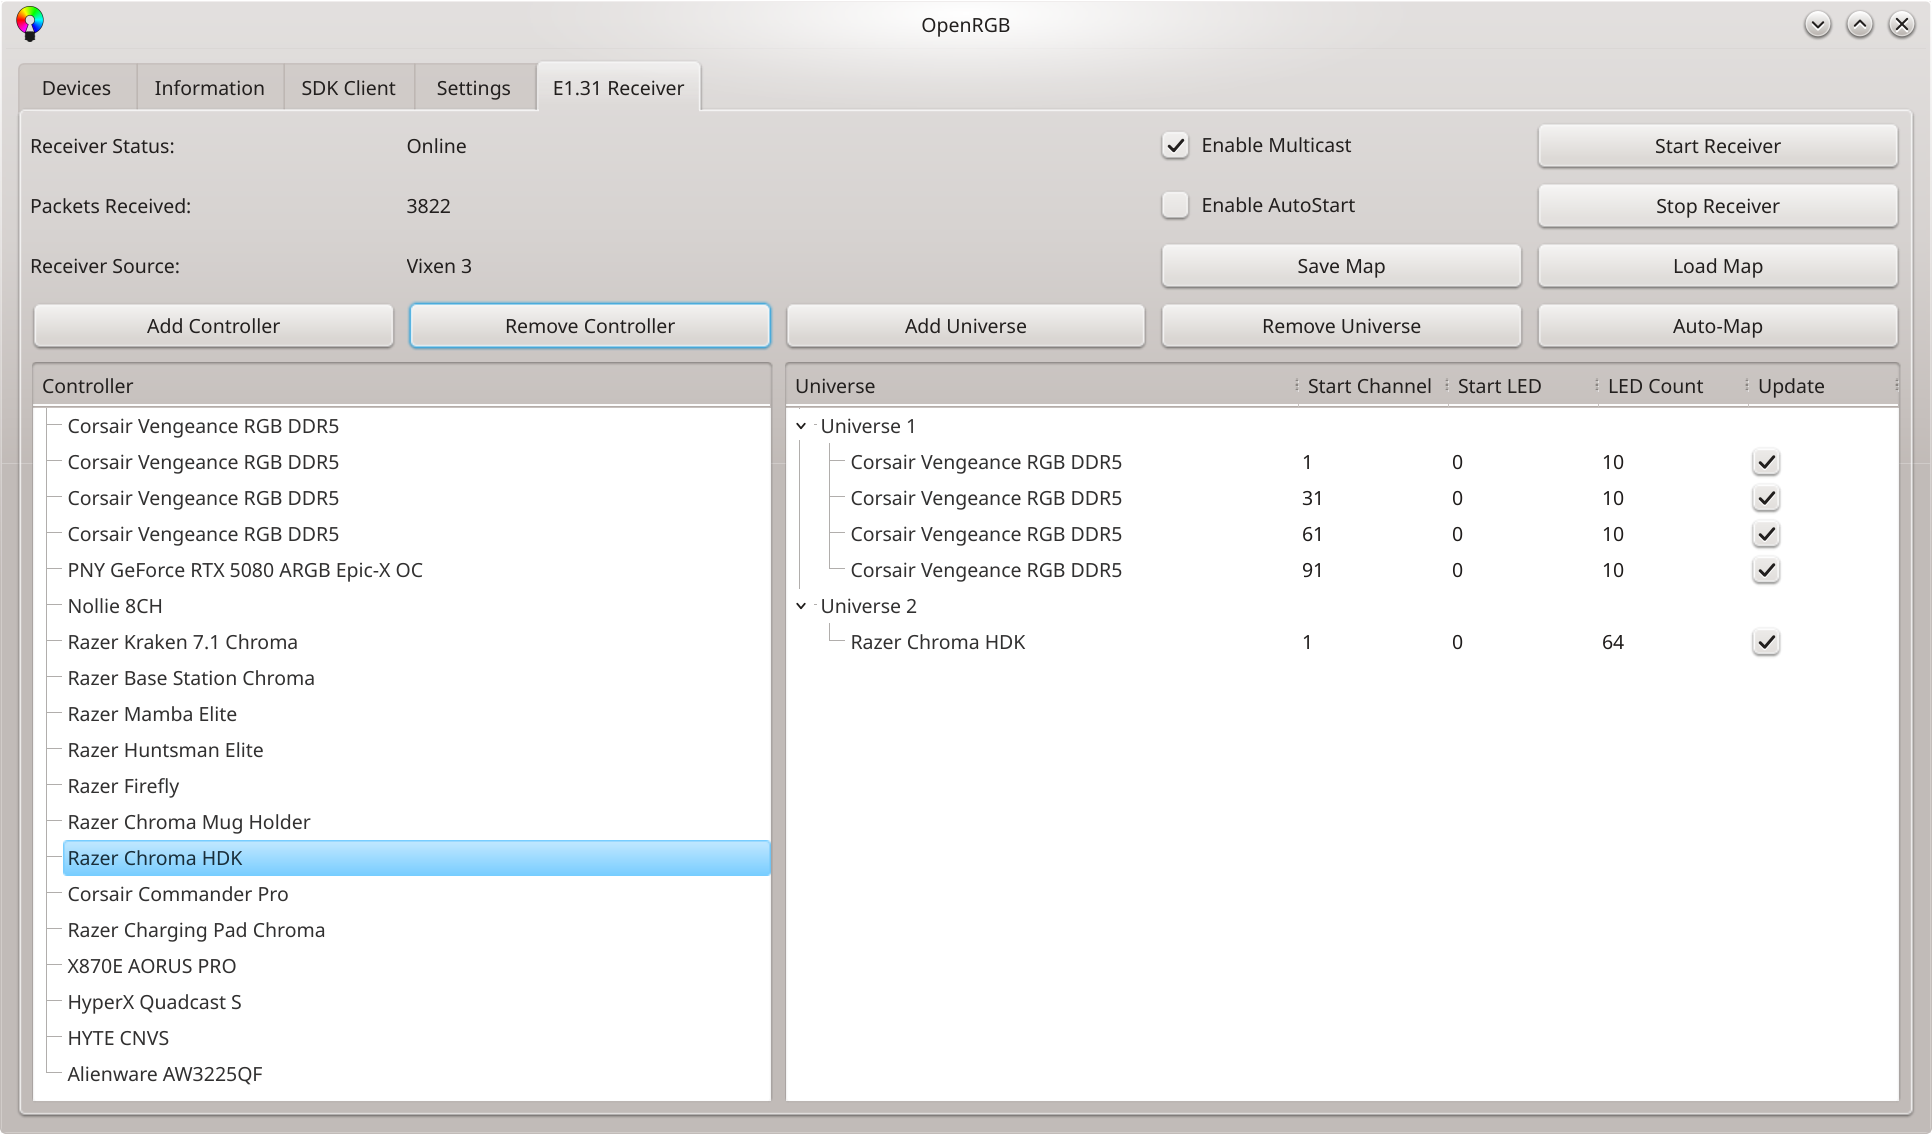 OpenRGB
Devices Information SDK Client Settings E1.31 Receiver
Receiver Status: Online Enable Multicast Start Receiver
Packets Received: 3822 Enable AutoStart Stop Receiver
Receiver Source: Vixen 3 Save Map Load Map
Add Controller Remove Controller Add Universe Remove Universe Auto-Map
Controller
Corsair Vengeance RGB DDR5
Corsair Vengeance RGB DDR5
Corsair Vengeance RGB DDR5
Corsair Vengeance RGB DDR5
PNY GeForce RTX 5080 ARGB Epic-X OC
Nollie 8CH
Razer Kraken 7.1 Chroma
Razer Base Station Chroma
Razer Mamba Elite
Razer Huntsman Elite
Razer Firefly
Razer Chroma Mug Holder
Razer Chroma HDK
Corsair Commander Pro
Razer Charging Pad Chroma
X870E AORUS PRO
HyperX Quadcast S
HYTE CNVS
Alienware AW3225QF
Universe Start Channel Start LED LED Count Update
Universe 1
Corsair Vengeance RGB DDR5 1 0 10
Corsair Vengeance RGB DDR5 31 0 10
Corsair Vengeance RGB DDR5 61 0 10
Corsair Vengeance RGB DDR5 91 0 10
Universe 2
Razer Chroma HDK 1 0 64